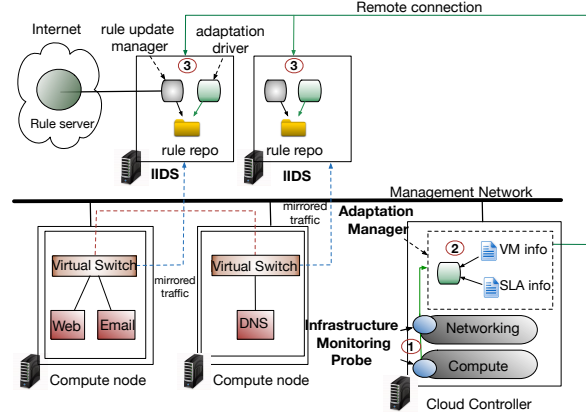 Remote connection
Internet
rule update
manager
adaptation
driver
3
3
Rule server
rule repo
rule repo
IIDS
IIDS
Management Network
mirrored
traffic
Adaptation
Manager
2
VM info
Virtual Switch
Virtual Switch
mirrored
traffic
SLA info
Web
Email
DNS
Infrastructure
Monitoring
Probe
Networking
1
Compute
Compute node
Compute node
Cloud Controller